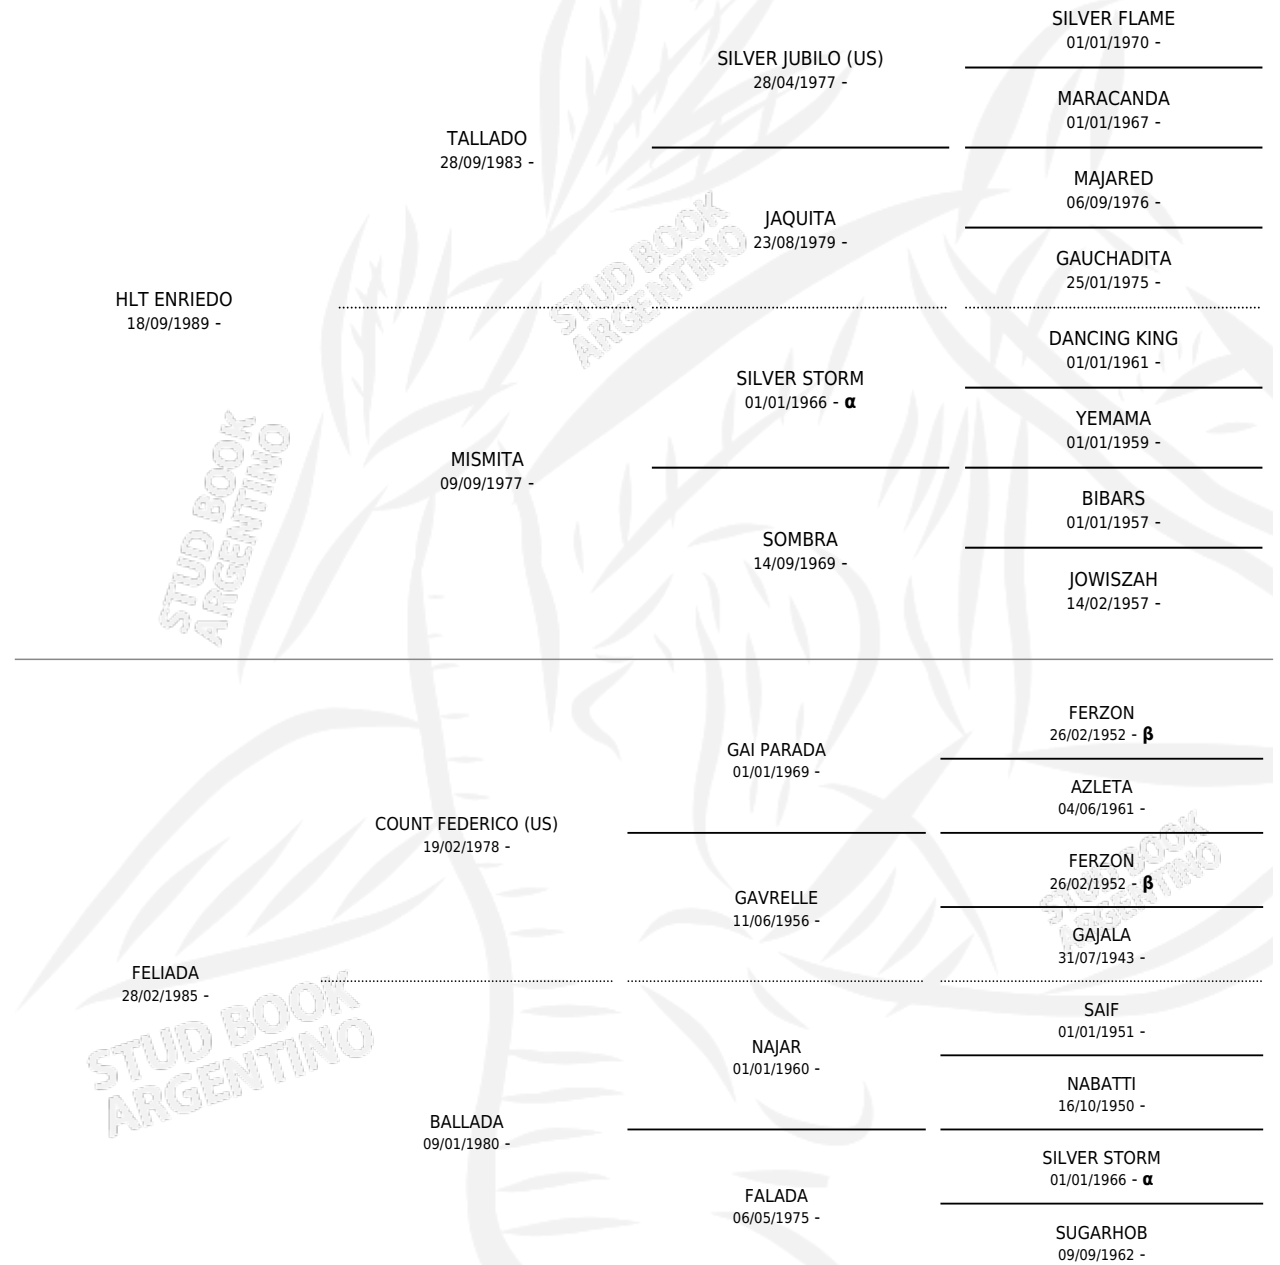 SILVER FLAME
01/01/1970 -
SILVER JUBILO (US)
28/04/1977 -
MARACANDA
01/01/1967 -
TALLADO
28/09/1983 -
MAJARED
06/09/1976 -
JAQUITA
23/08/1979 -
GAUCHADITA
25/01/1975 -
HLT ENRIEDO
18/09/1989 -
DANCING KING
01/01/1961 -
SILVER STORM
01/01/1966 - α
YEMAMA
01/01/1959 -
MISMITA
09/09/1977 -
BIBARS
01/01/1957 -
SOMBRA
14/09/1969 -
JOWISZAH
14/02/1957 -
FERZON
26/02/1952 - β
GAI PARADA
01/01/1969 -
AZLETA
04/06/1961 -
COUNT FEDERICO (US)
19/02/1978 -
FERZON
26/02/1952 - β
GAVRELLE
11/06/1956 -
GAJALA
31/07/1943 -
FELIADA
28/02/1985 -
SAIF
01/01/1951 -
NAJAR
01/01/1960 -
NABATTI
16/10/1950 -
BALLADA
09/01/1980 -
SILVER STORM
01/01/1966 - α
FALADA
06/05/1975 -
SUGARHOB
09/09/1962 -
STUD BOOK
ARGENTINO
STUD BOOK
ARGENTINO
STUD BOOK
ARGENTINO
STUD BOOK
ARGENTINO